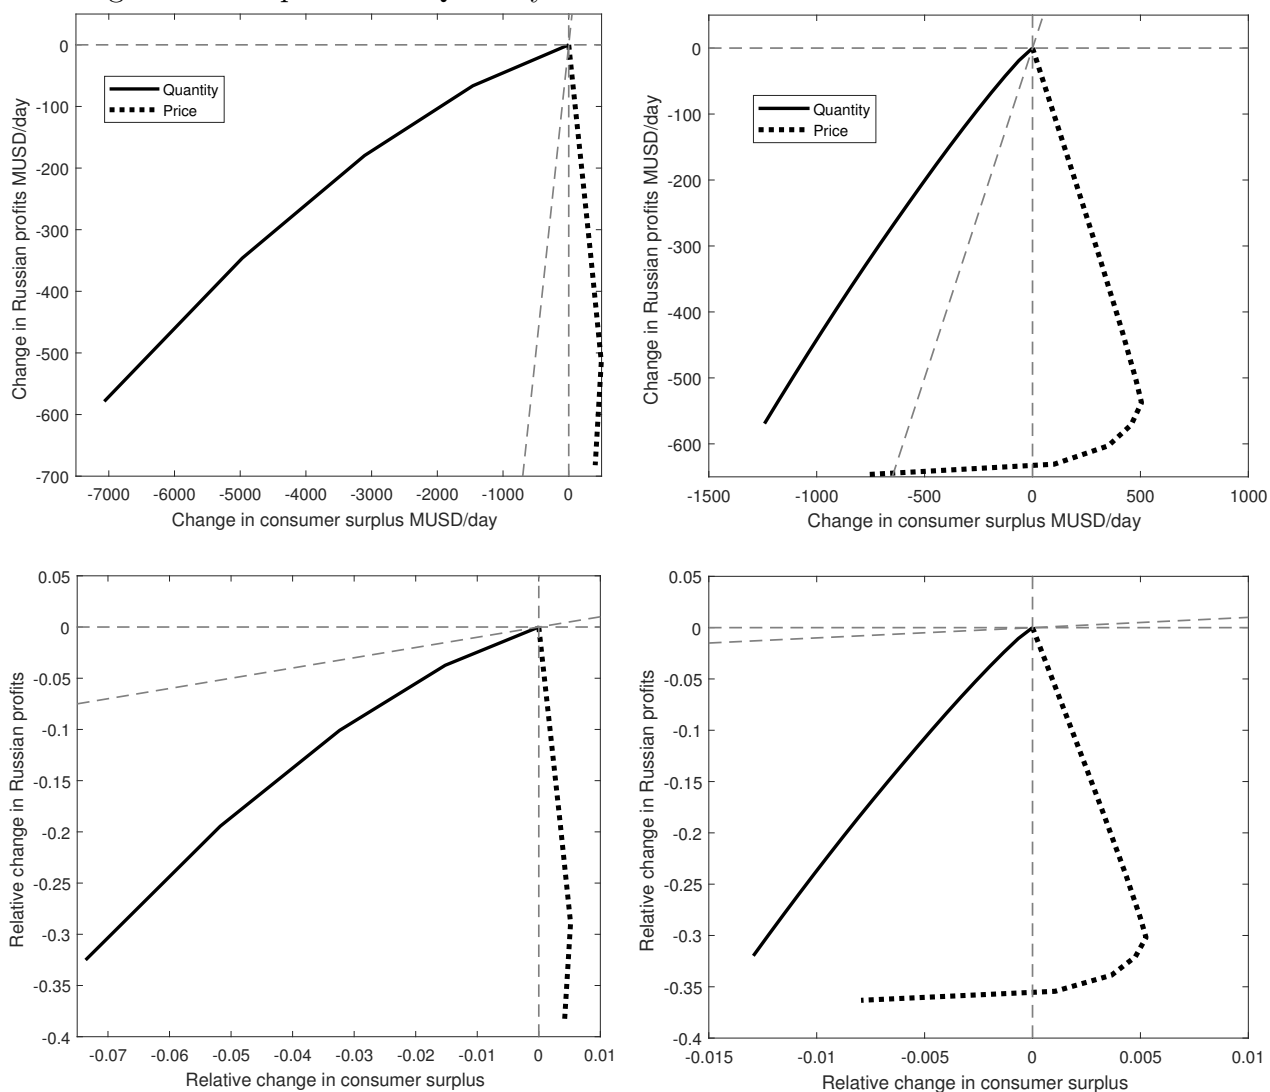 0
-100
-200
-300
-400
-500
-600
-700
Change in Russian profits MUSD/day
Quantity
Price
-7000 -6000 -5000 -4000 -3000 -2000 -1000 0
Change in consumer surplus MUSD/day
0
-100
-200
-300
-400
-500
-600
Change in Russian profits MUSD/day
Quantity
Price
-1500 -1000 -500 0 500 1000
Change in consumer surplus MUSD/day
0.05
0
-0.05
-0.1
-0.15
-0.2
-0.25
-0.3
-0.35
-0.4
Relative change in Russian profits
-0.07 -0.06 -0.05 -0.04 -0.03 -0.02 -0.01 0 0.01
Relative change in consumer surplus
0.05
0
-0.05
-0.1
-0.15
-0.2
-0.25
-0.3
-0.35
-0.4
Relative change in Russian profits
-0.015 -0.01 -0.005 0 0.005 0.01
Relative change in consumer surplus